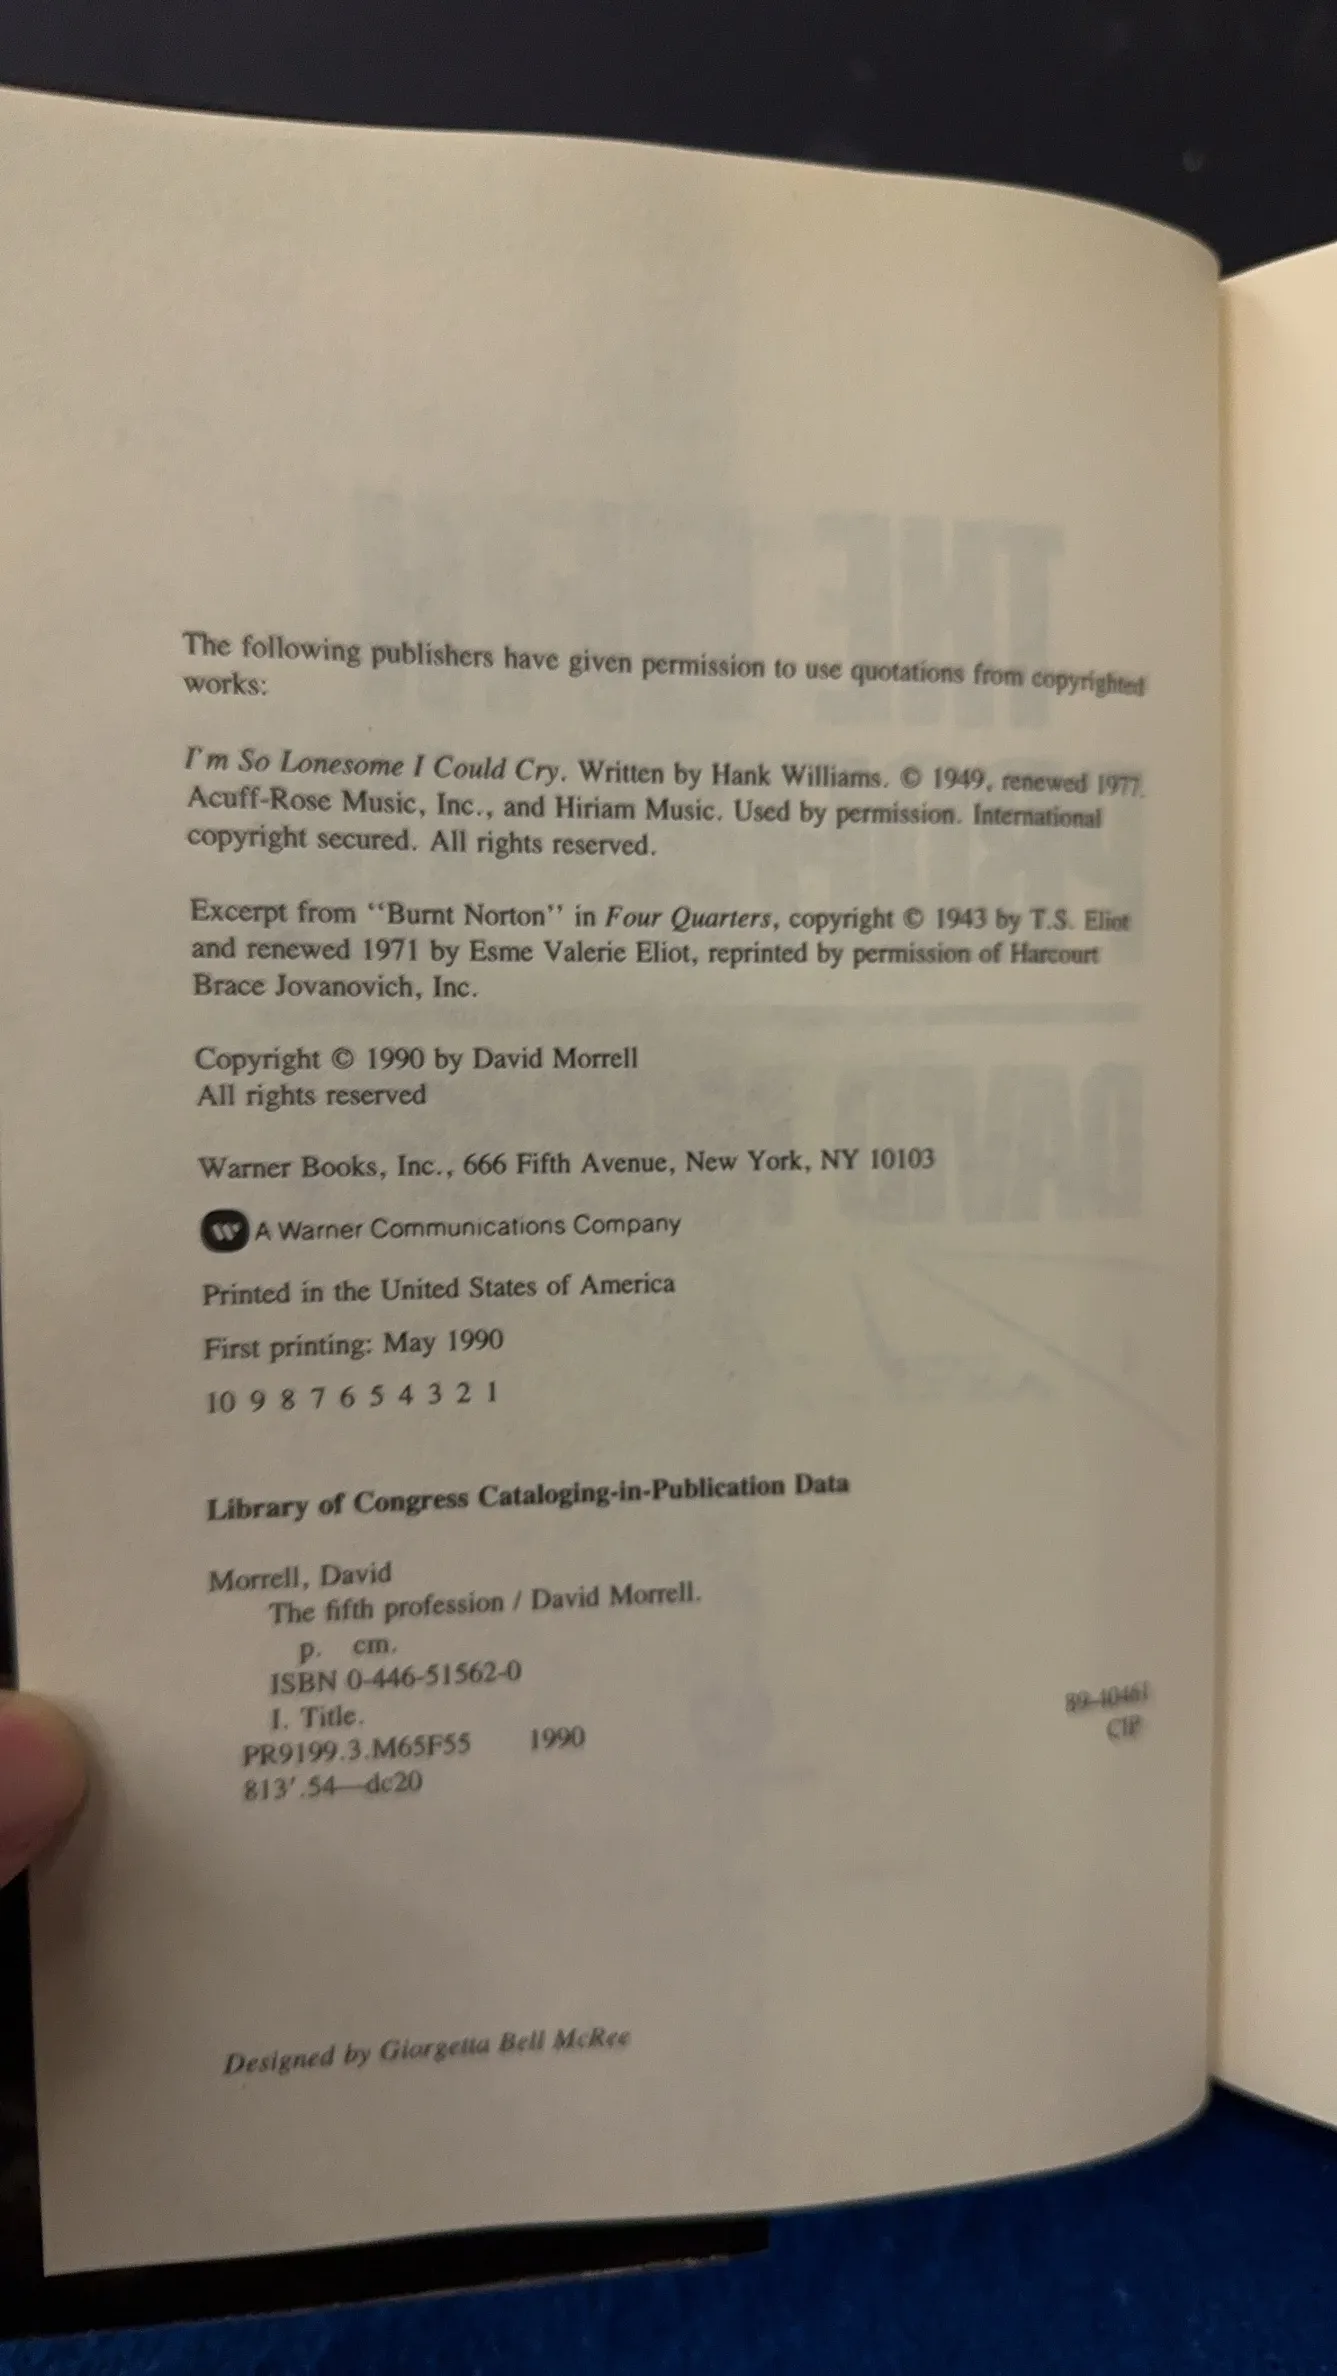 The following publishers have given permission to use quotations from copyrighted
works:
I'm So Lonesome I Could Cry. Written by Hank Williams. © 1949, renewed 1977.
Acuff-Rose Music, Inc., and Hiriam Music. Used by permission. International
copyright secured. All rights reserved.
Excerpt from “Burnt Norton” in Four Quarters, copyright © 1943 by T.S. Eliot
and renewed 1971 by Esme Valerie Eliot, reprinted by permission of Harcourt
Brace Jovanovich, Inc.
Copyright © 1990 by David Morrell
All rights reserved
Warner Books, Inc., 666 Fifth Avenue, New York, NY 10103
W A Warner Communications Company
Printed in the United States of America
First printing: May 1990
10 9 8 7 6 5 4 3 2 1
Library of Congress Cataloging-in-Publication Data
Morrell, David
The fifth profession / David Morrell.
p. cm.
ISBN 0-446-51562-0
I. Title.
PR9199.3.M65F55 1990
813'.54—dc20
89-10461
CIP
Designed by Giorgetta Bell McRee